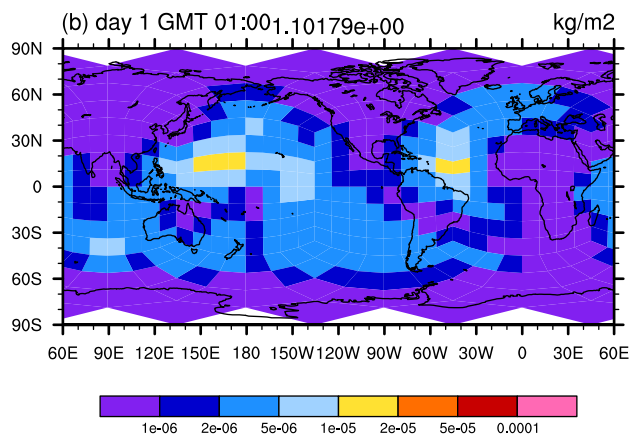 (b) day 1 GMT 01:00 1.10179e+00 kg/m2
90N
60N
30N
0
30S
60S
90S
60E 90E 120E 150E 180 150W 120W 90W 60W 30W 0 30E 60E
1e-06 2e-06 5e-06 1e-05 2e-05 5e-05 0.0001